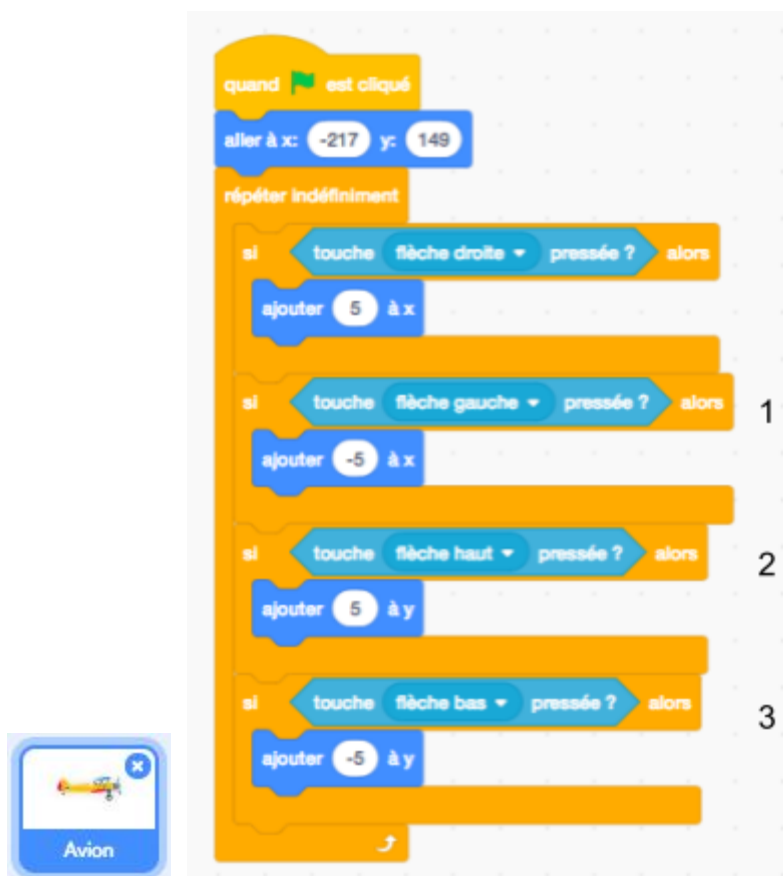 quand est cliqué
aller à x: -217 y: 149
répéter indéfiniment
si touche flèche droite pressée ? alors
ajouter 5 à x
si touche flèche gauche pressée ? alors 1
ajouter -5 à x
si touche flèche haut pressée ? alors 2
ajouter 5 à y
si touche flèche bas pressée ? alors 3
ajouter -5 à y
Avion